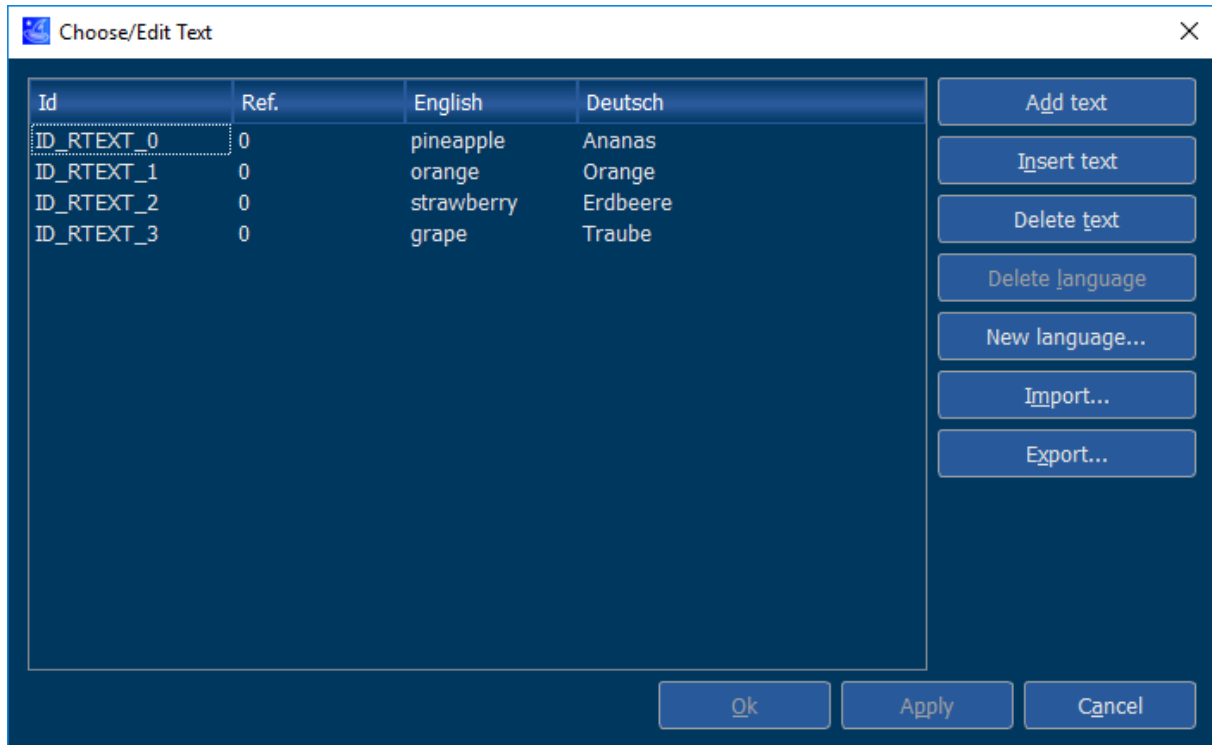 Choose/Edit Text
Id Ref. English Deutsch
ID_RTEXT_0 0 pineapple Ananas
ID_RTEXT_1 0 orange Orange
ID_RTEXT_2 0 strawberry Erdbeere
ID_RTEXT_3 0 grape Traube
Add text
Insert text
Delete text
Delete language
New language...
Import...
Export...
Ok Apply Cancel